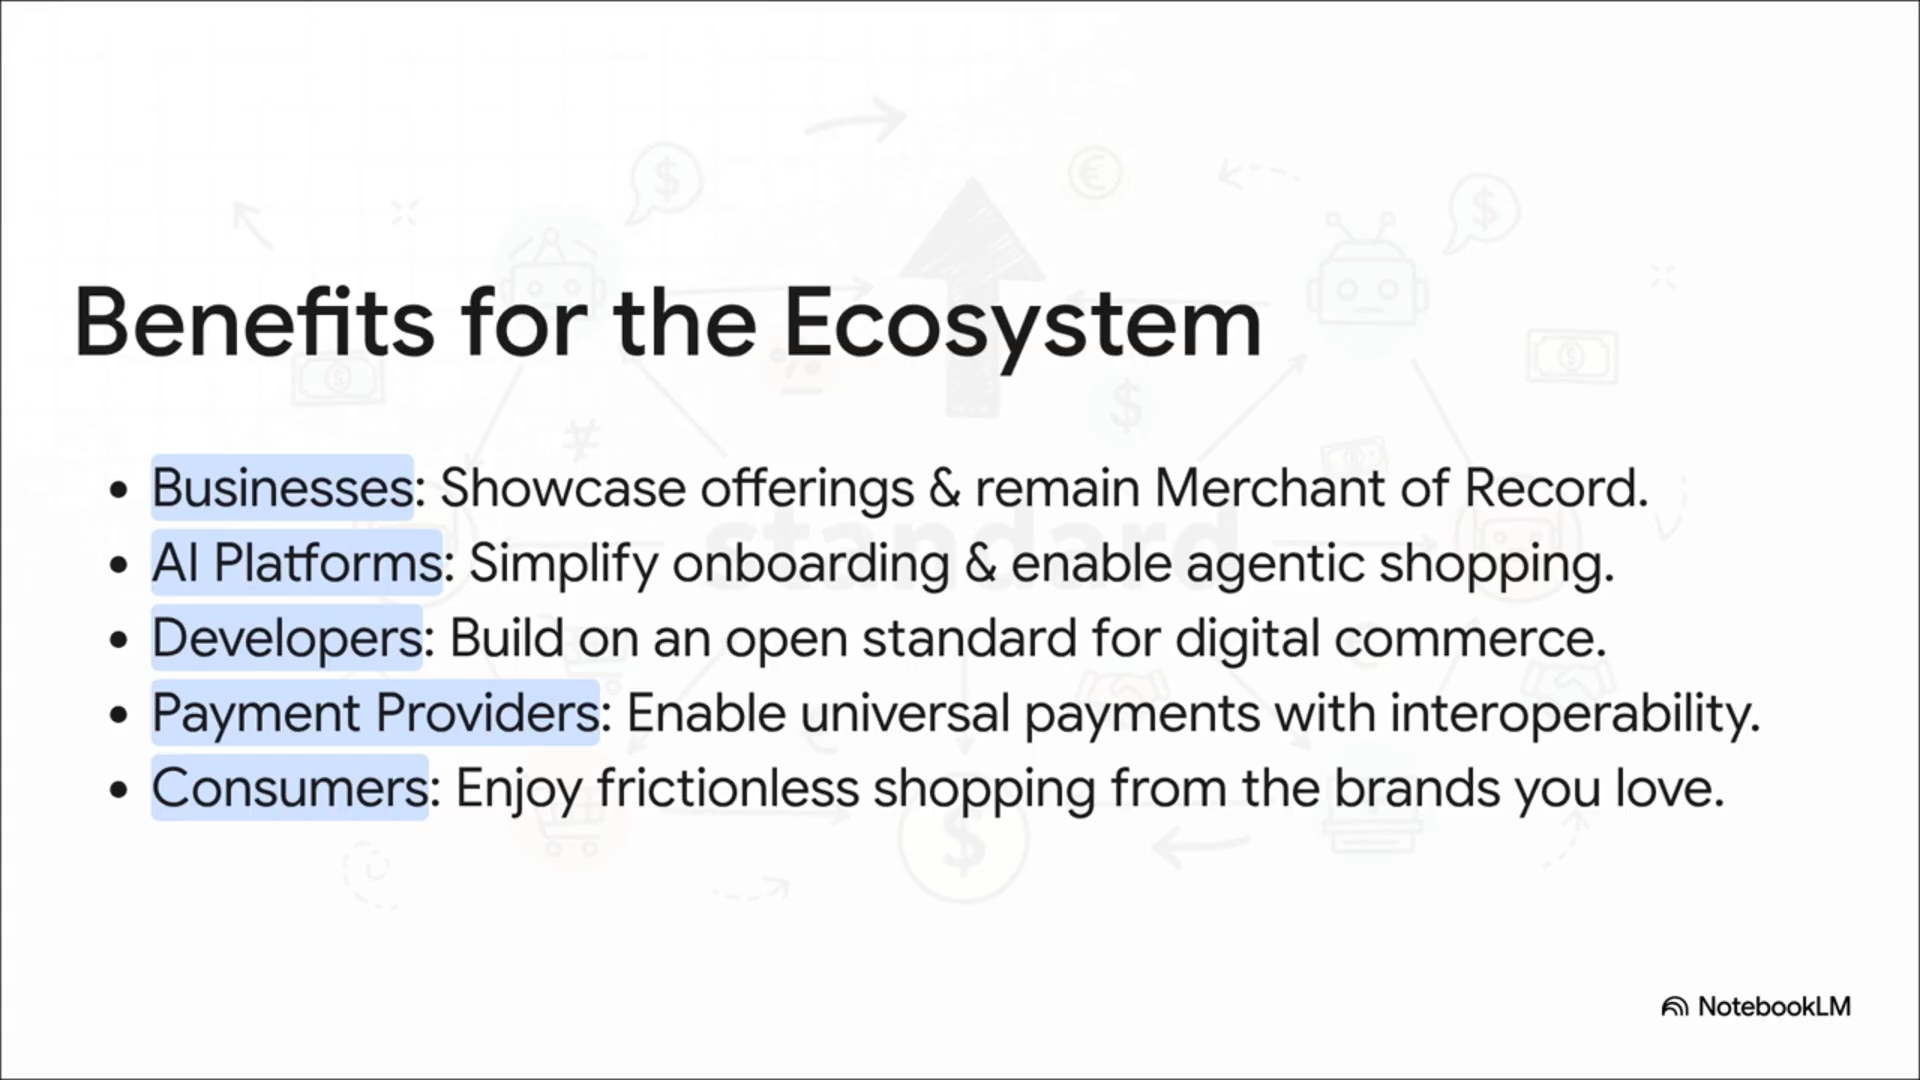 Benefits for the Ecosystem
• Businesses: Showcase offerings & remain Merchant of Record.
• AI Platforms: Simplify onboarding & enable agentic shopping.
• Developers: Build on an open standard for digital commerce.
• Payment Providers: Enable universal payments with interoperability.
• Consumers: Enjoy frictionless shopping from the brands you love.
standard
NotebookLM